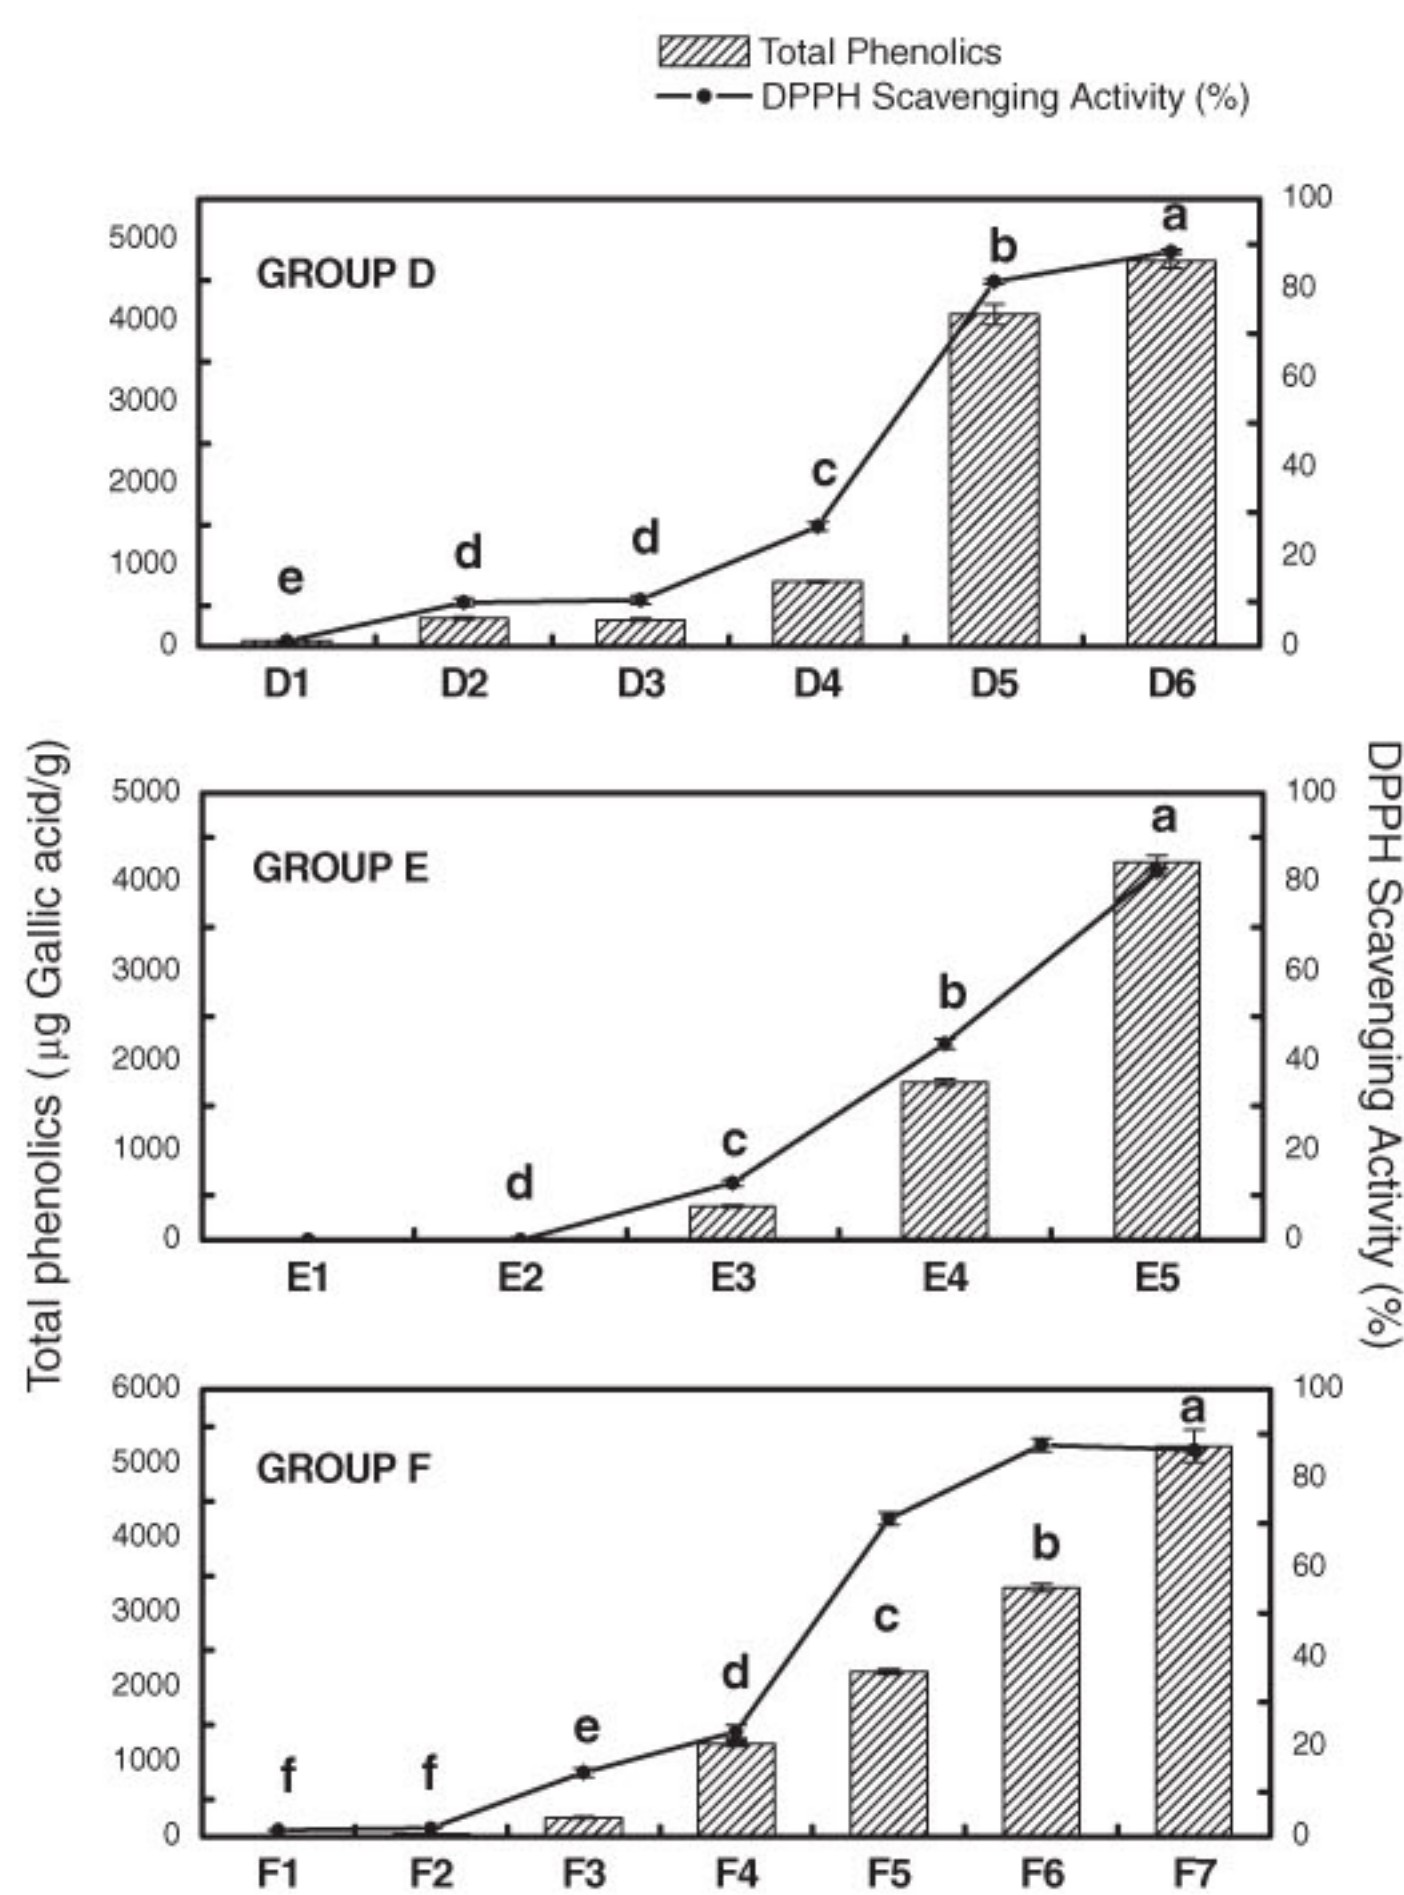 Total Phenolics
DPPH Scavenging Activity (%)
GROUP D
5000
4000
3000
2000
1000
0
100
80
60
40
20
0
e
d
d
c
b
a
D1 D2 D3 D4 D5 D6
Total phenolics (μg Gallic acid/g)
DPPH Scavenging Activity (%)
GROUP E
5000
4000
3000
2000
1000
0
100
80
60
40
20
0
d
c
b
a
E1 E2 E3 E4 E5
GROUP F
6000
5000
4000
3000
2000
1000
0
100
80
60
40
20
0
f
f
e
d
c
b
a
F1 F2 F3 F4 F5 F6 F7